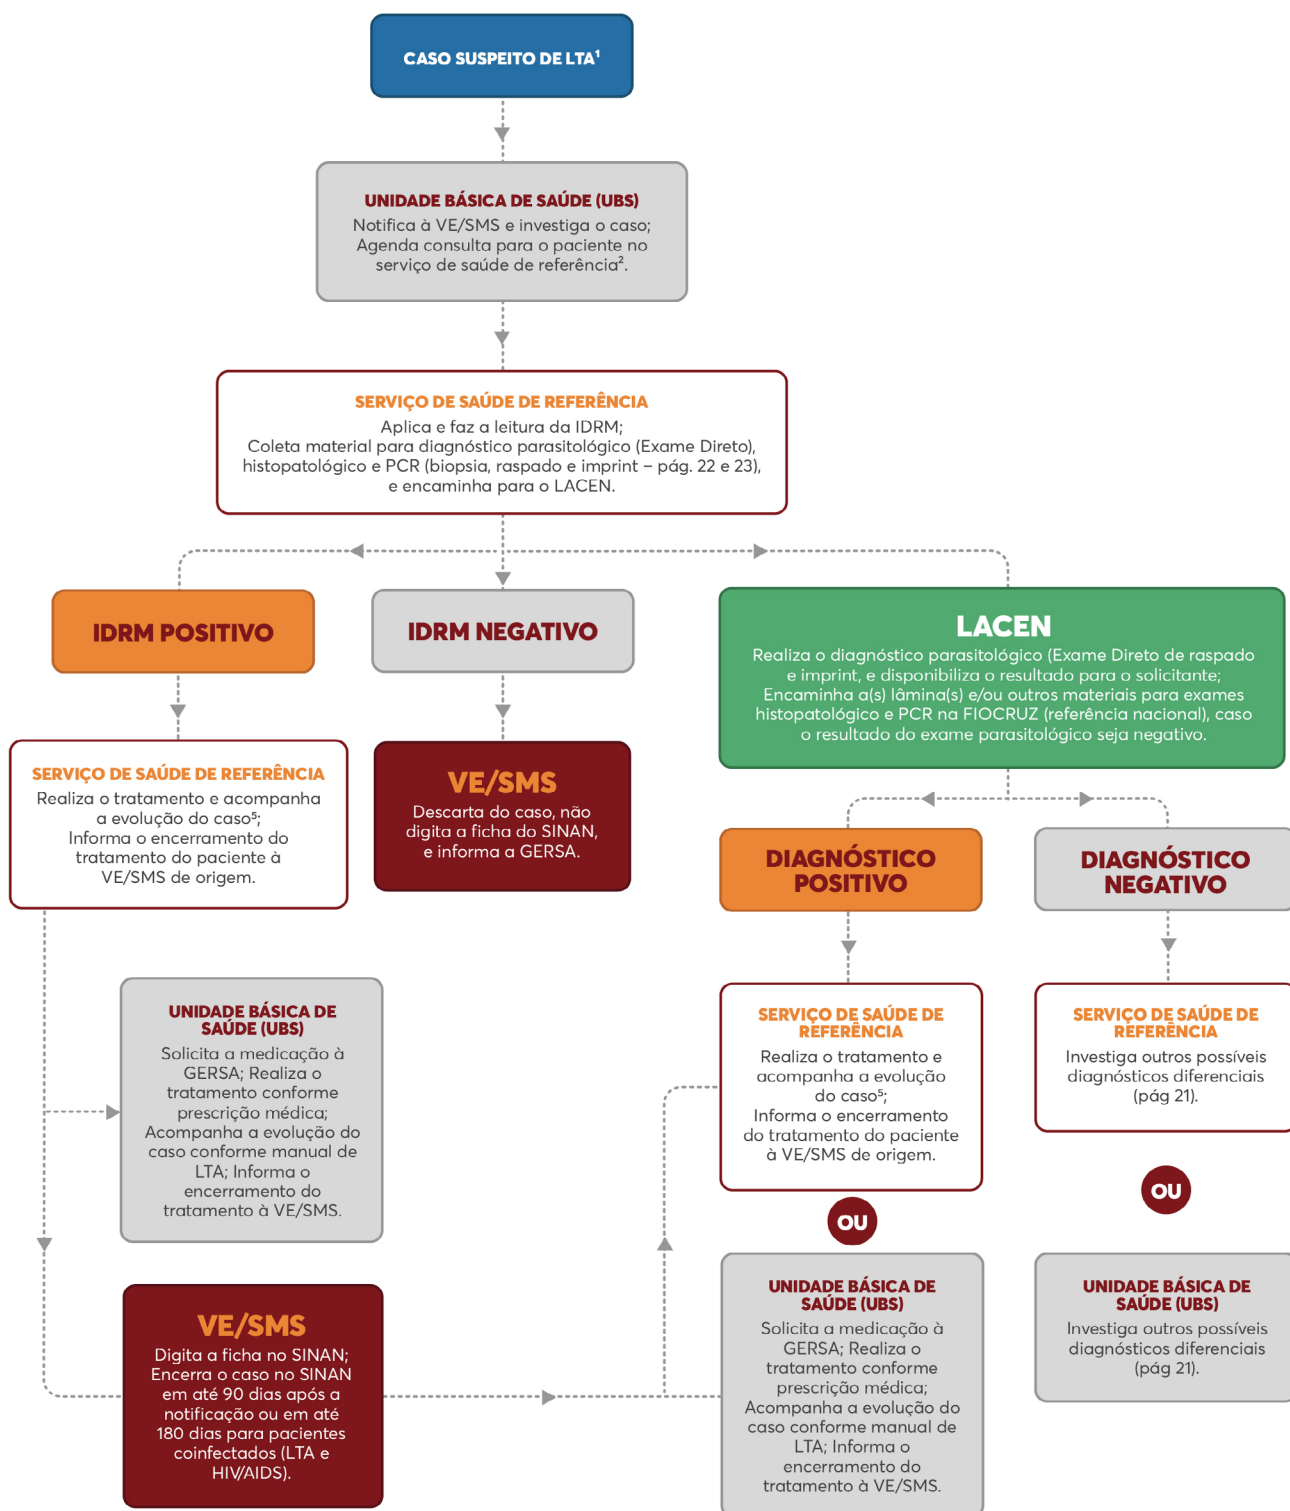 CASO SUSPEITO DE LTA¹
UNIDADE BÁSICA DE SAÚDE (UBS)
Notifica à VE/SMS e investiga o caso;
Agenda consulta para o paciente no
serviço de saúde de referência².
SERVIÇO DE SAÚDE DE REFERÊNCIA
Aplica e faz a leitura da IDRM;
Coleta material para diagnóstico parasitológico (Exame Direto),
histopatológico e PCR (biopsia, raspado e imprint – pág. 22 e 23),
e encaminha para o LACEN.
IDRM POSITIVO
IDRM NEGATIVO
LACEN
Realiza o diagnóstico parasitológico (Exame Direto de raspado
e imprint, e disponibiliza o resultado para o solicitante;
Encaminha a(s) lâmina(s) e/ou outros materiais para exames
histopatológico e PCR na FIOCRUZ (referência nacional), caso
o resultado do exame parasitológico seja negativo.
SERVIÇO DE SAÚDE DE REFERÊNCIA
Realiza o tratamento e acompanha
a evolução do caso⁵;
Informa o encerramento do
tratamento do paciente à
VE/SMS de origem.
VE/SMS
Descarta do caso, não
digita a ficha do SINAN,
e informa a GERSA.
DIAGNÓSTICO
POSITIVO
DIAGNÓSTICO
NEGATIVO
UNIDADE BÁSICA DE
SAÚDE (UBS)
Solicita a medicação à
GERSA; Realiza o
tratamento conforme
prescrição médica;
Acompanha a evolução do
caso conforme manual de
LTA; Informa o
encerramento do
tratamento à VE/SMS.
SERVIÇO DE SAÚDE DE
REFERÊNCIA
Realiza o tratamento e
acompanha a evolução
do caso⁵;
Informa o encerramento
do tratamento do paciente
à VE/SMS de origem.
SERVIÇO DE SAÚDE DE
REFERÊNCIA
Investiga outros possíveis
diagnósticos diferenciais
(pág 21).
OU
OU
VE/SMS
Digita a ficha no SINAN;
Encerra o caso no SINAN
em até 90 dias após a
notificação ou em até
180 dias para pacientes
coinfectados (LTA e
HIV/AIDS).
UNIDADE BÁSICA DE
SAÚDE (UBS)
Solicita a medicação à
GERSA; Realiza o
tratamento conforme
prescrição médica;
Acompanha a evolução do
caso conforme manual de
LTA; Informa o
encerramento do
tratamento à VE/SMS.
UNIDADE BÁSICA DE
SAÚDE (UBS)
Investiga outros possíveis
diagnósticos diferenciais
(pág 21).